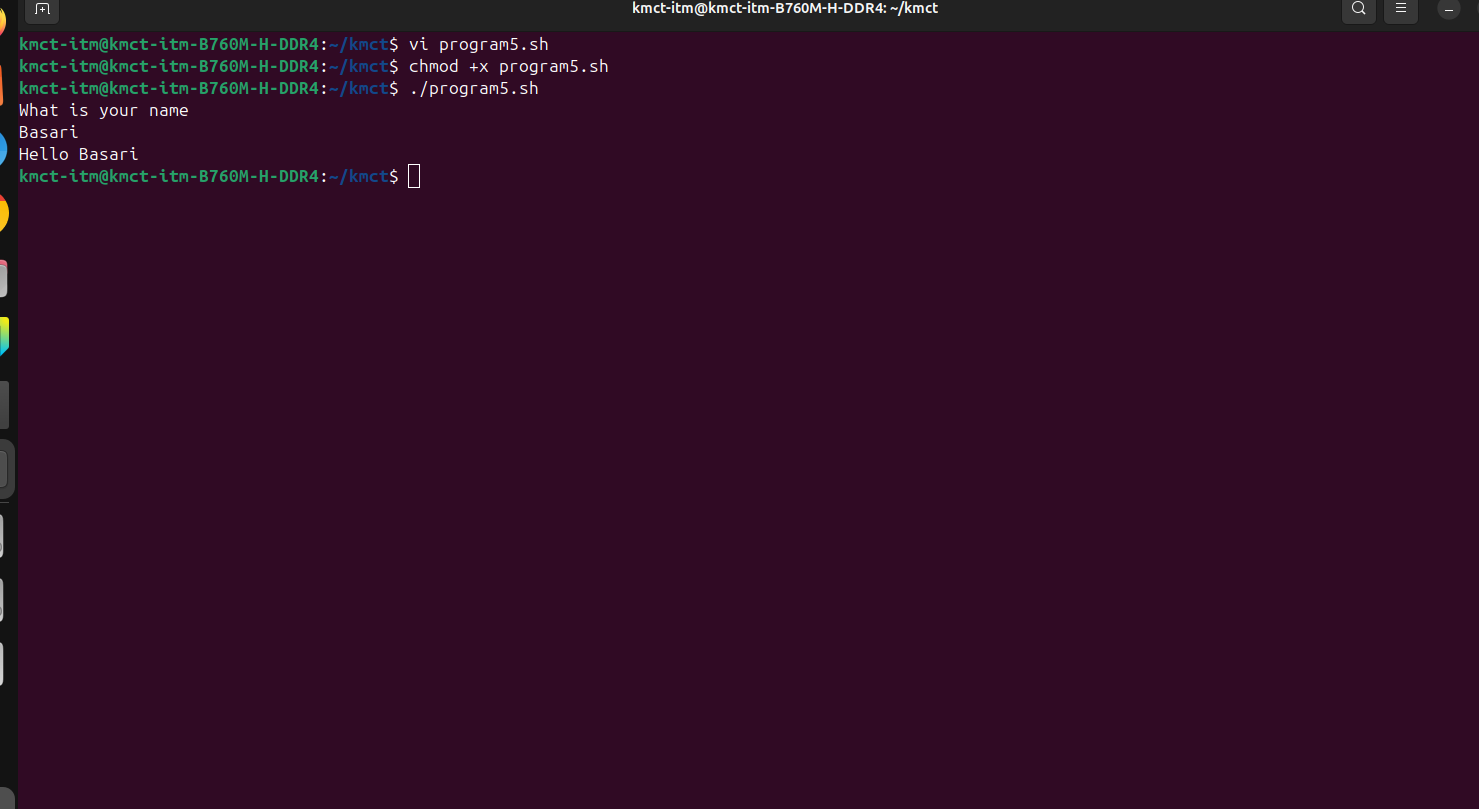 kmct-itm@kmct-itm-B760M-H-DDR4: ~/kmct
kmct-itm@kmct-itm-B760M-H-DDR4:~/kmct$ vi program5.sh
kmct-itm@kmct-itm-B760M-H-DDR4:~/kmct$ chmod +x program5.sh
kmct-itm@kmct-itm-B760M-H-DDR4:~/kmct$ ./program5.sh
What is your name
Basari
Hello Basari
kmct-itm@kmct-itm-B760M-H-DDR4:~/kmct$